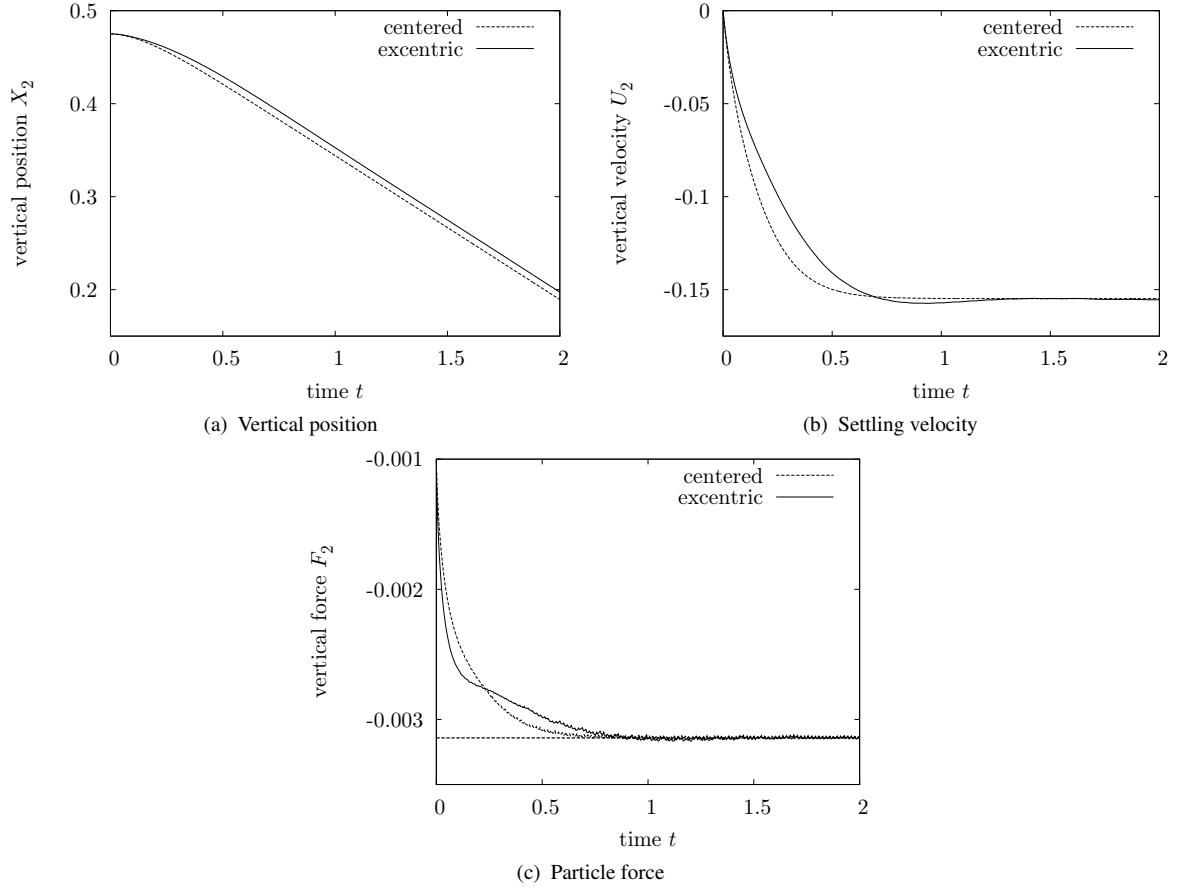 0.5
0.4
0.3
0.2
vertical position X₂
centered
excentric
0 0.5 1 1.5 2
time t
(a) Vertical position
0
-0.05
-0.1
-0.15
vertical velocity U₂
centered
excentric
0 0.5 1 1.5 2
time t
(b) Settling velocity
-0.001
-0.002
-0.003
vertical force F₂
centered
excentric
0 0.5 1 1.5 2
time t
(c) Particle force